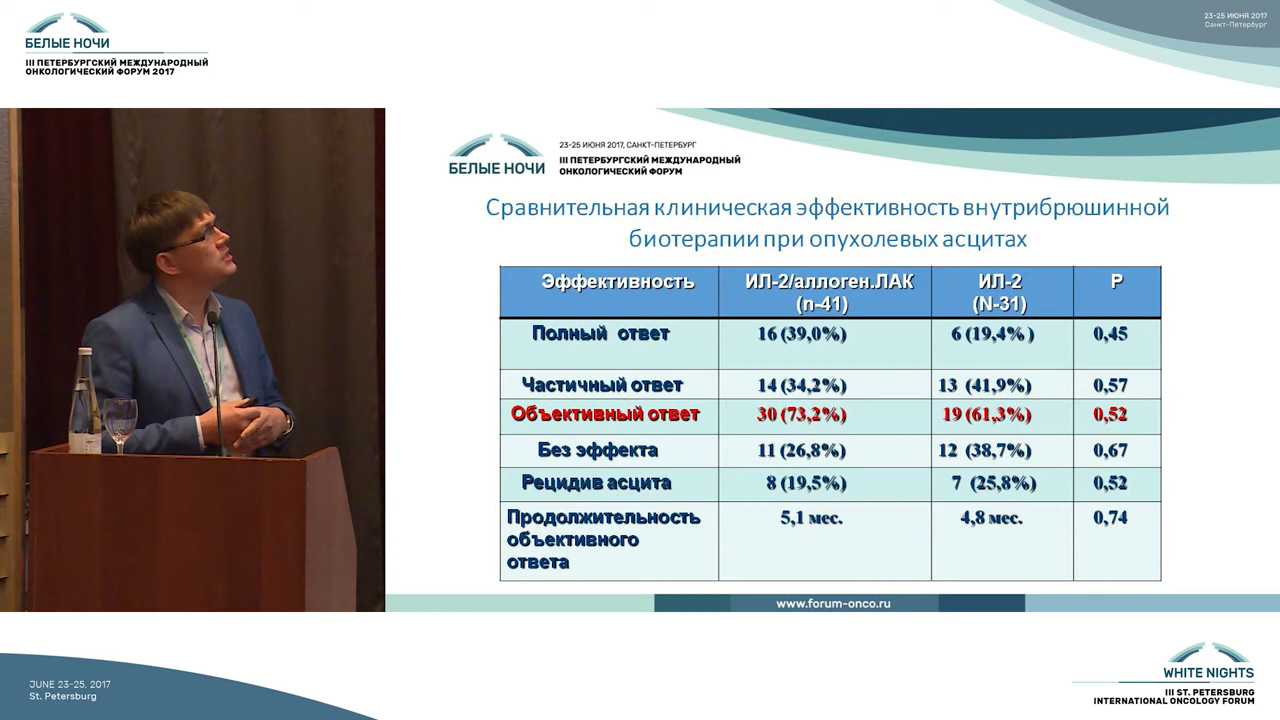 БЕЛЫЕ НОЧИ
III ПЕТЕРБУРГСКИЙ МЕЖДУНАРОДНЫЙ
ОНКОЛОГИЧЕСКИЙ ФОРУМ 2017
23-25 ИЮНЯ 2017
Санкт-Петербург
БЕЛЫЕ НОЧИ
23-25 ИЮНЯ 2017, САНКТ-ПЕТЕРБУРГ
III ПЕТЕРБУРГСКИЙ МЕЖДУНАРОДНЫЙ
ОНКОЛОГИЧЕСКИЙ ФОРУМ
Сравнительная клиническая эффективность внутрибрюшинной
биотерапии при опухолевых асцитах
Эффективность ИЛ-2/аллоген.ЛАК (n-41) ИЛ-2 (N-31) Р
Полный ответ 16 (39,0%) 6 (19,4% ) 0,45
Частичный ответ 14 (34,2%) 13 (41,9%) 0,57
Объективный ответ 30 (73,2%) 19 (61,3%) 0,52
Без эффекта 11 (26,8%) 12 (38,7%) 0,67
Рецидив асцита 8 (19,5%) 7 (25,8%) 0,52
Продолжительность объективного ответа 5,1 мес. 4,8 мес. 0,74
www.forum-onco.ru
JUNE 23-25, 2017
St. Petersburg
WHITE NIGHTS
III ST. PETERSBURG
INTERNATIONAL ONCOLOGY FORUM